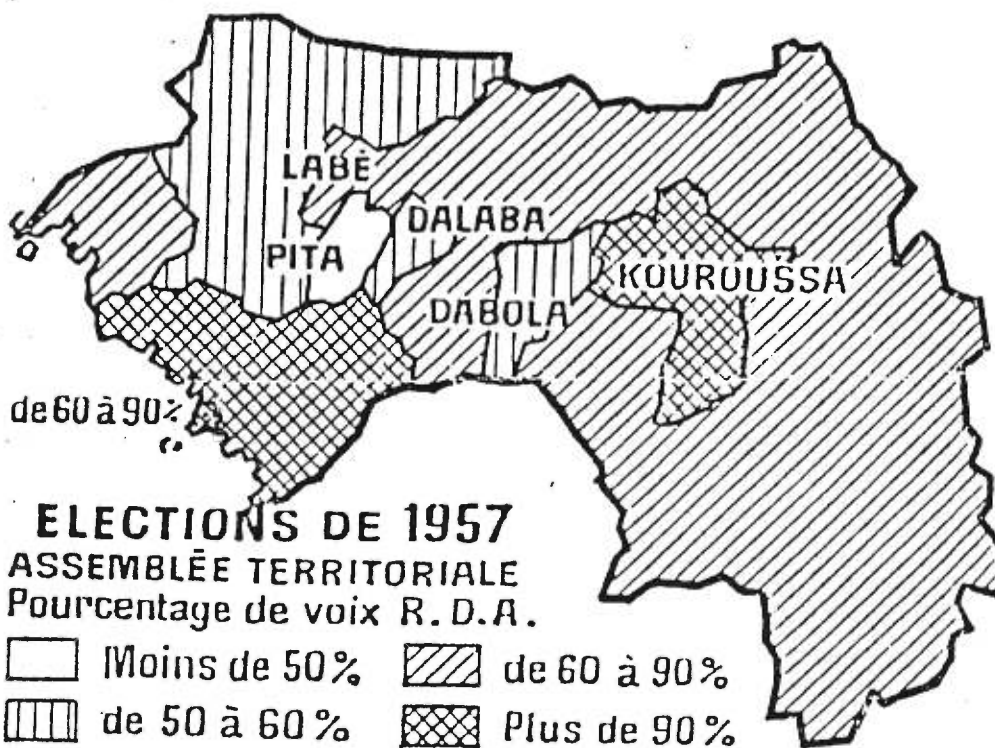 LABÉ
DALABA
PITA
KOUROUSSA
DABOLA
de 60 à 90%
ELECTIONS DE 1957
ASSEMBLÉE TERRITORIALE
Pourcentage de voix R.D.A.
Moins de 50% de 60 à 90%
de 50 à 60% Plus de 90%